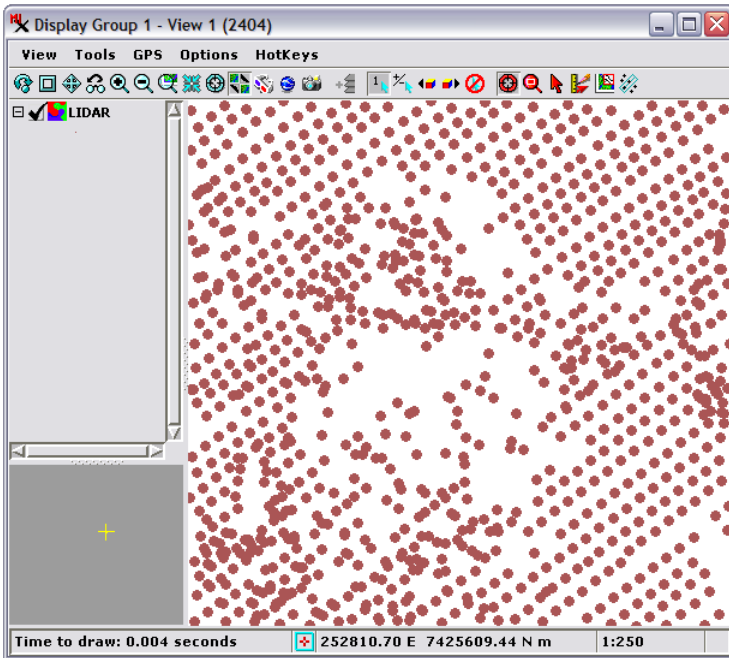 Display Group 1 - View 1 (2404)
View Tools GPS Options HotKeys
LIDAR
Time to draw: 0.004 seconds 252810.70 E 7425609.44 N m 1:250